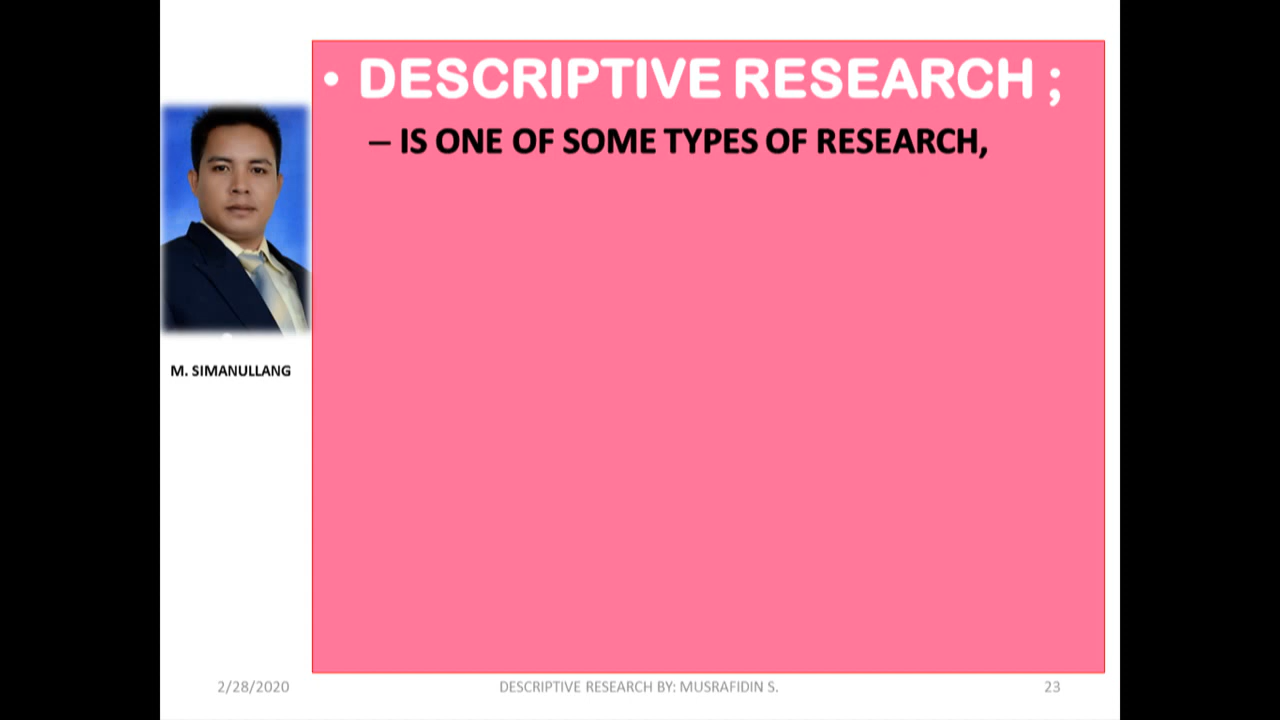 • DESCRIPTIVE RESEARCH ;
– IS ONE OF SOME TYPES OF RESEARCH,
M. SIMANULLANG
2/28/2020
DESCRIPTIVE RESEARCH BY: MUSRAFIDIN S.
23